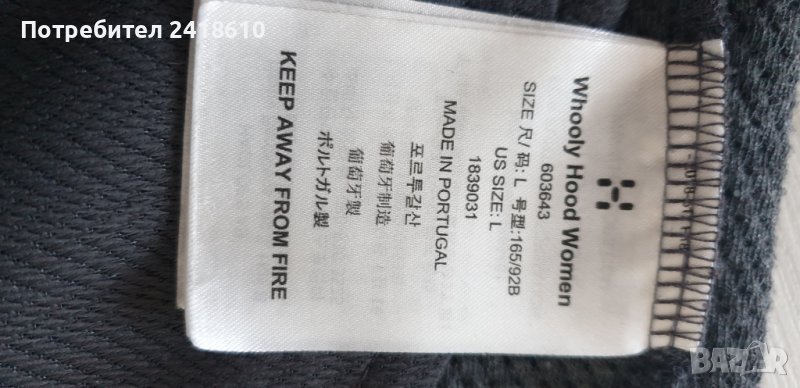 Потребител 2418610
Whooly Hood Women
603643
SIZE 尺/ 码: L 号型:165/92B
US SIZE: L
1839031
MADE IN PORTUGAL
포르투갈산
葡萄牙制造
葡萄牙製
ポルトガル製
KEEP AWAY FROM FIRE
BAZAR